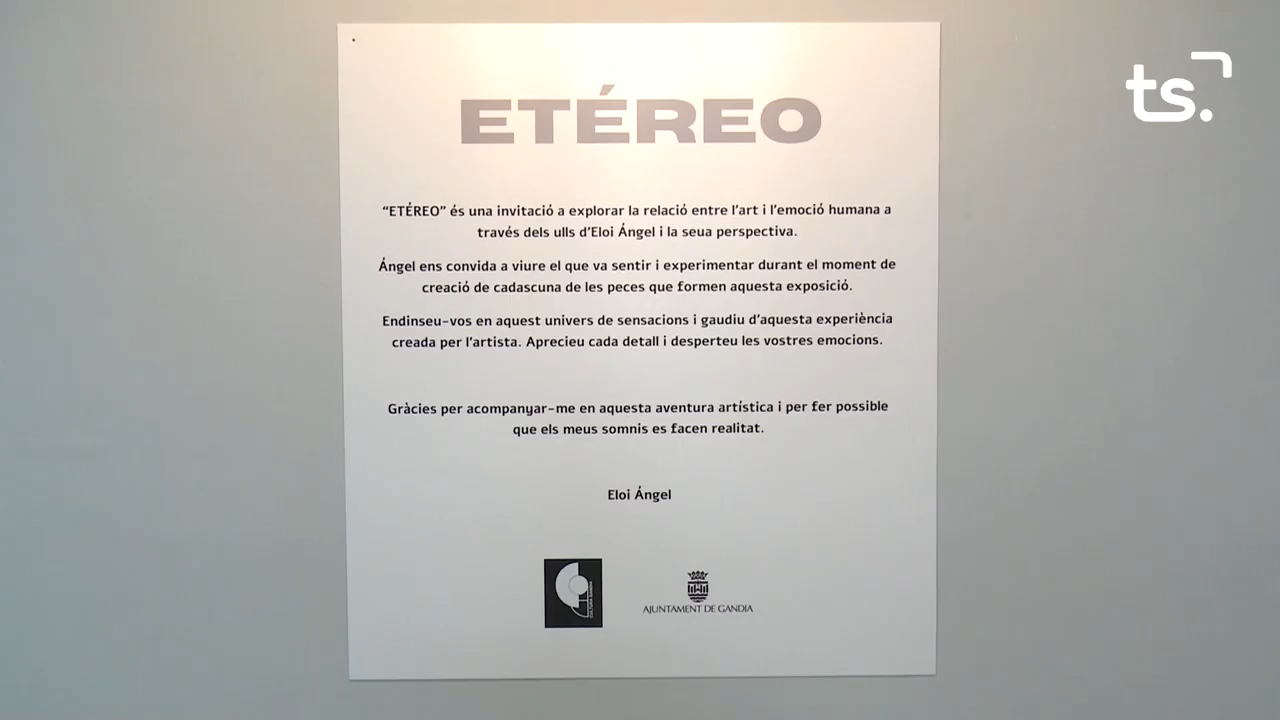 ts.
ETÉREO
“ETÉREO” és una invitació a explorar la relació entre l'art i l'emoció humana a
través dels ulls d'Eloi Ángel i la seua perspectiva.
Ángel ens convida a viure el que va sentir i experimentar durant el moment de
creació de cadascuna de les peces que formen aquesta exposició.
Endinseu-vos en aquest univers de sensacions i gaudiu d'aquesta experiència
creada per l'artista. Aprecieu cada detall i desperteu les vostres emocions.
Gràcies per acompanyar-me en aquesta aventura artística i per fer possible
que els meus somnis es facen realitat.
Eloi Ángel
AJUNTAMENT DE GANDIA